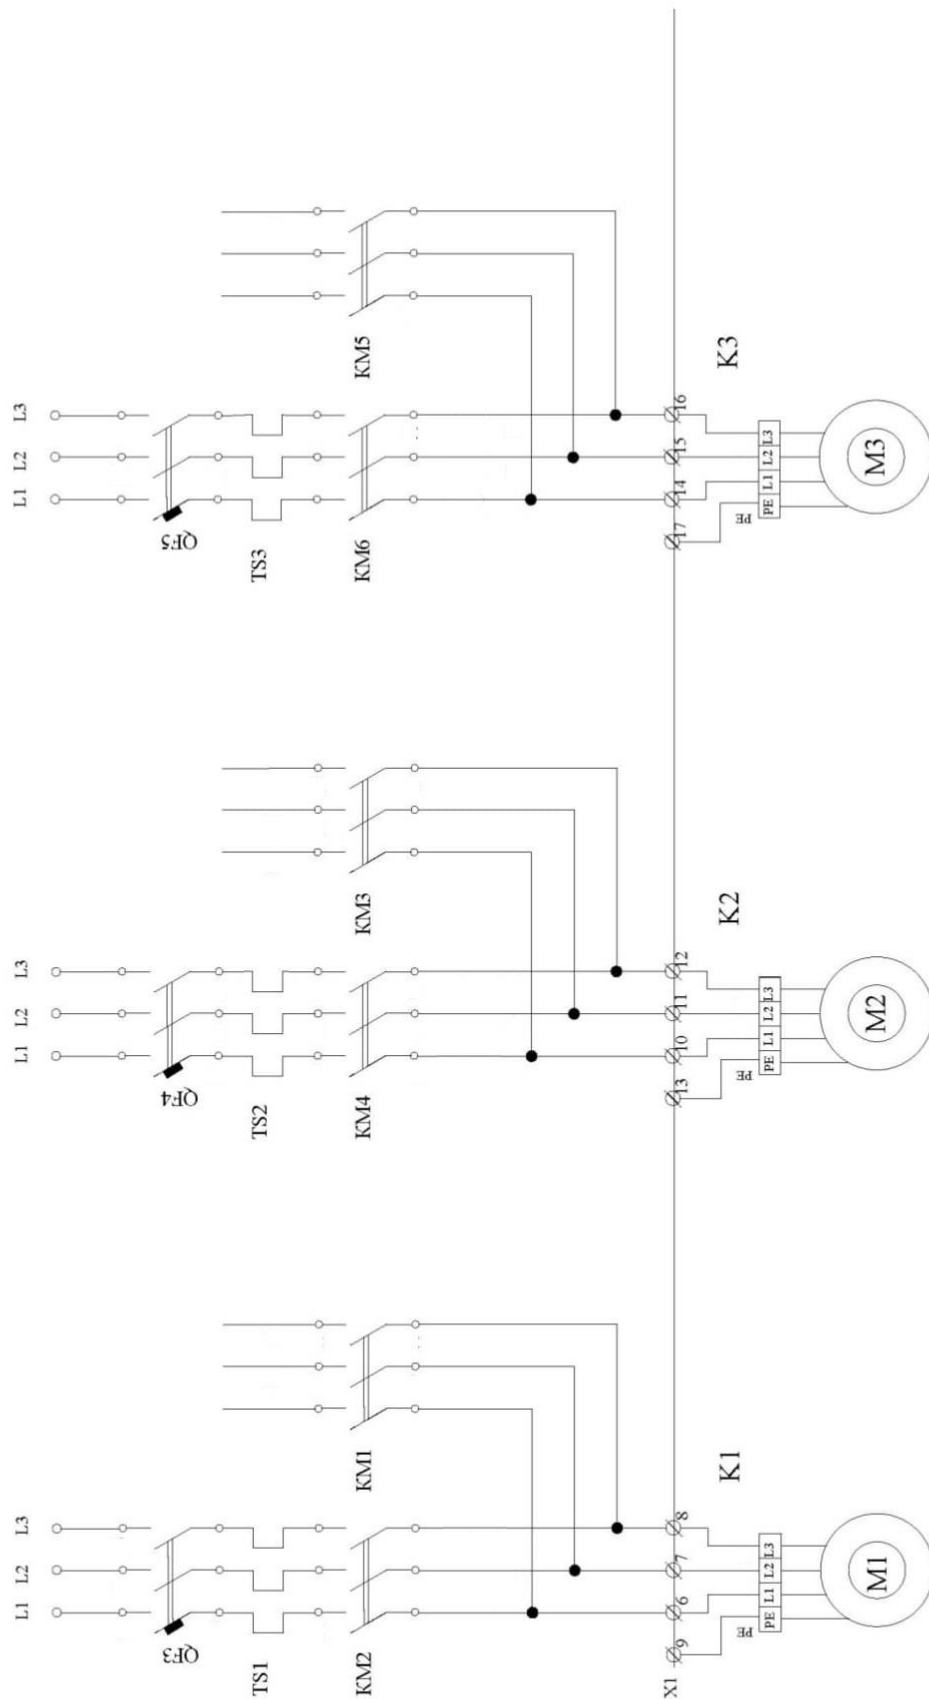 L1 L2 L3
QF3
TS1
KM2
KM1
X1
9 6 7 8
K1
PE
PE L1 L2 L3
M1
L1 L2 L3
QF4
TS2
KM4
KM3
13 10 11 12
K2
PE
PE L1 L2 L3
M2
L1 L2 L3
QF5
TS3
KM6
KM5
17 14 15 16
K3
PE
PE L1 L2 L3
M3